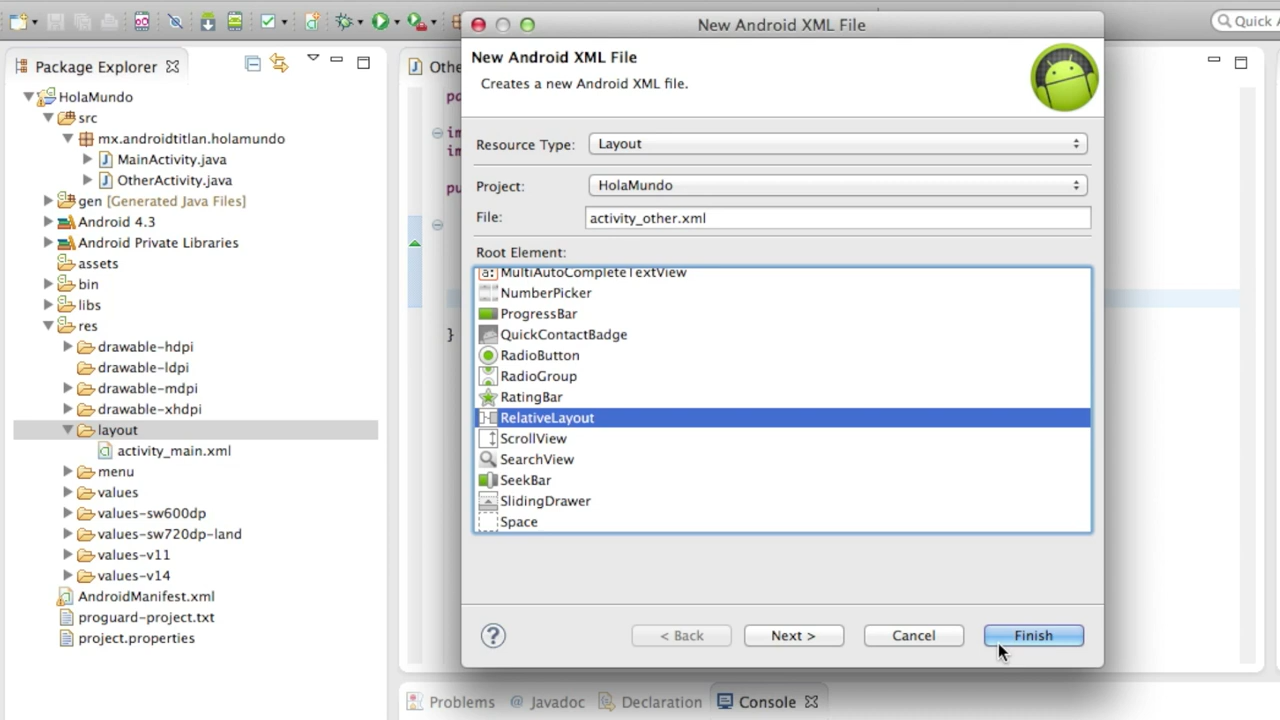 New Android XML File
Quick A
Package Explorer
HolaMundo
src
mx.androidtitlan.holamundo
MainActivity.java
OtherActivity.java
gen [Generated Java Files]
Android 4.3
Android Private Libraries
assets
bin
libs
res
drawable-hdpi
drawable-ldpi
drawable-mdpi
drawable-xhdpi
layout
activity_main.xml
menu
values
values-sw600dp
values-sw720dp-land
values-v11
values-v14
AndroidManifest.xml
proguard-project.txt
project.properties
Othe
im
im
pu
}
New Android XML File
Creates a new Android XML file.
Resource Type: Layout
Project: HolaMundo
File: activity_other.xml
Root Element:
MultiAutoCompleteTextView
NumberPicker
ProgressBar
QuickContactBadge
RadioButton
RadioGroup
RatingBar
RelativeLayout
ScrollView
SearchView
SeekBar
SlidingDrawer
Space
? < Back Next > Cancel Finish
Problems @ Javadoc Declaration Console